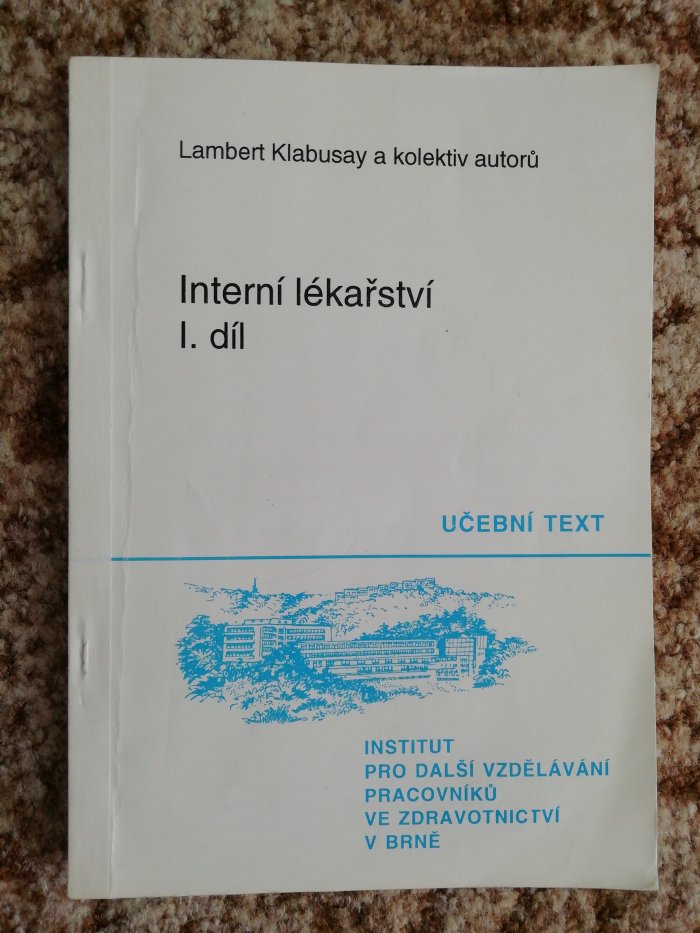 Lambert Klabusay a kolektiv autorů
Interní lékařství
I. díl
UČEBNÍ TEXT
INSTITUT
PRO DALŠÍ VZDĚLÁVÁNÍ
PRACOVNÍKŮ
VE ZDRAVOTNICTVÍ
V BRNĚ